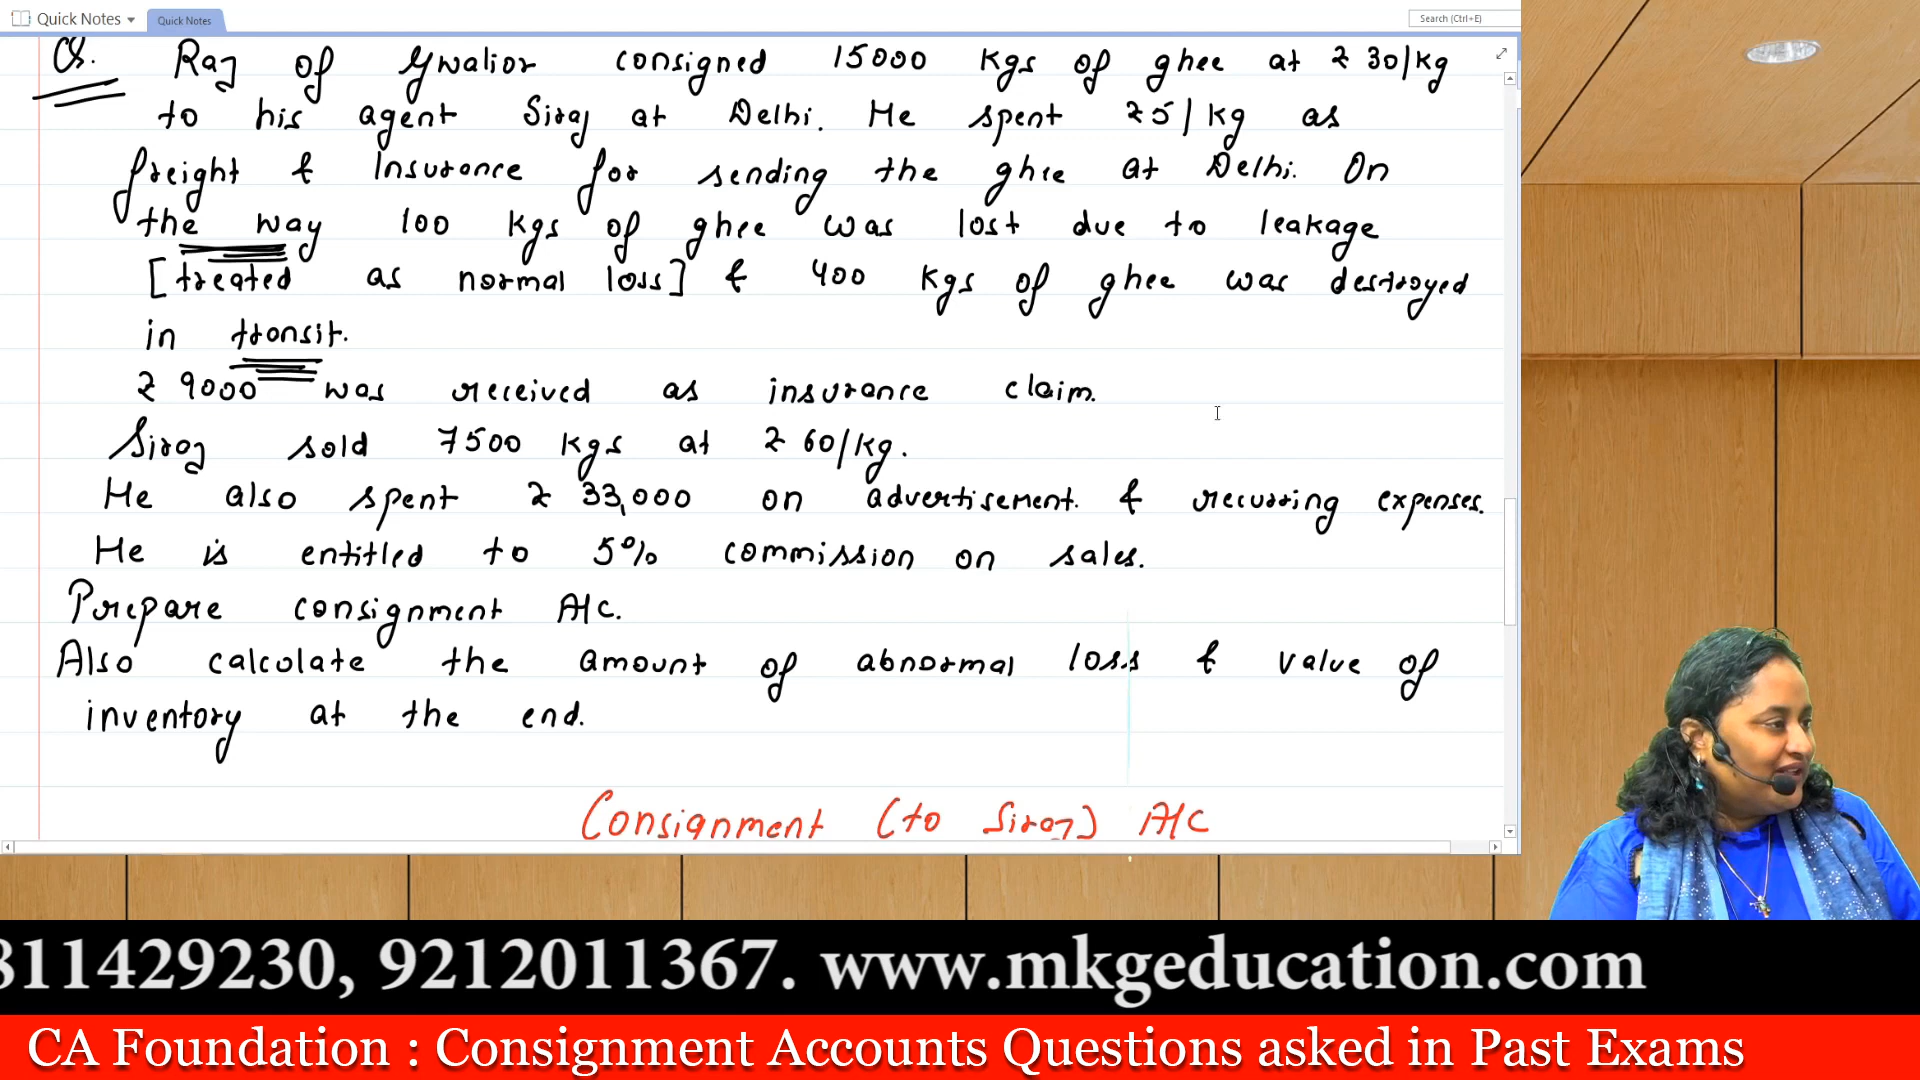 Quick Notes
Quick Notes
Search (Ctrl+E)
Q. Raj of Gwalior consigned 15000 kgs of ghee at ₹ 30/kg
to his agent Siraj at Delhi. He spent ₹5/kg as
freight & Insurance for sending the ghee at Delhi. On
the way 100 kgs of ghee was lost due to leakage
[treated as normal loss] & 400 kgs of ghee was destroyed
in transit.
₹ 9000 was received as insurance claim.
Siraj sold 7500 kgs at ₹ 60/kg.
He also spent ₹ 33,000 on advertisement & recurring expenses.
He is entitled to 5% commission on sales.
Prepare consignment A/c.
Also calculate the amount of abnormal loss & value of
inventory at the end.
Consignment (to Siraj) A/C
811429230, 9212011367. www.mkgeducation.com
CA Foundation : Consignment Accounts Questions asked in Past Exams